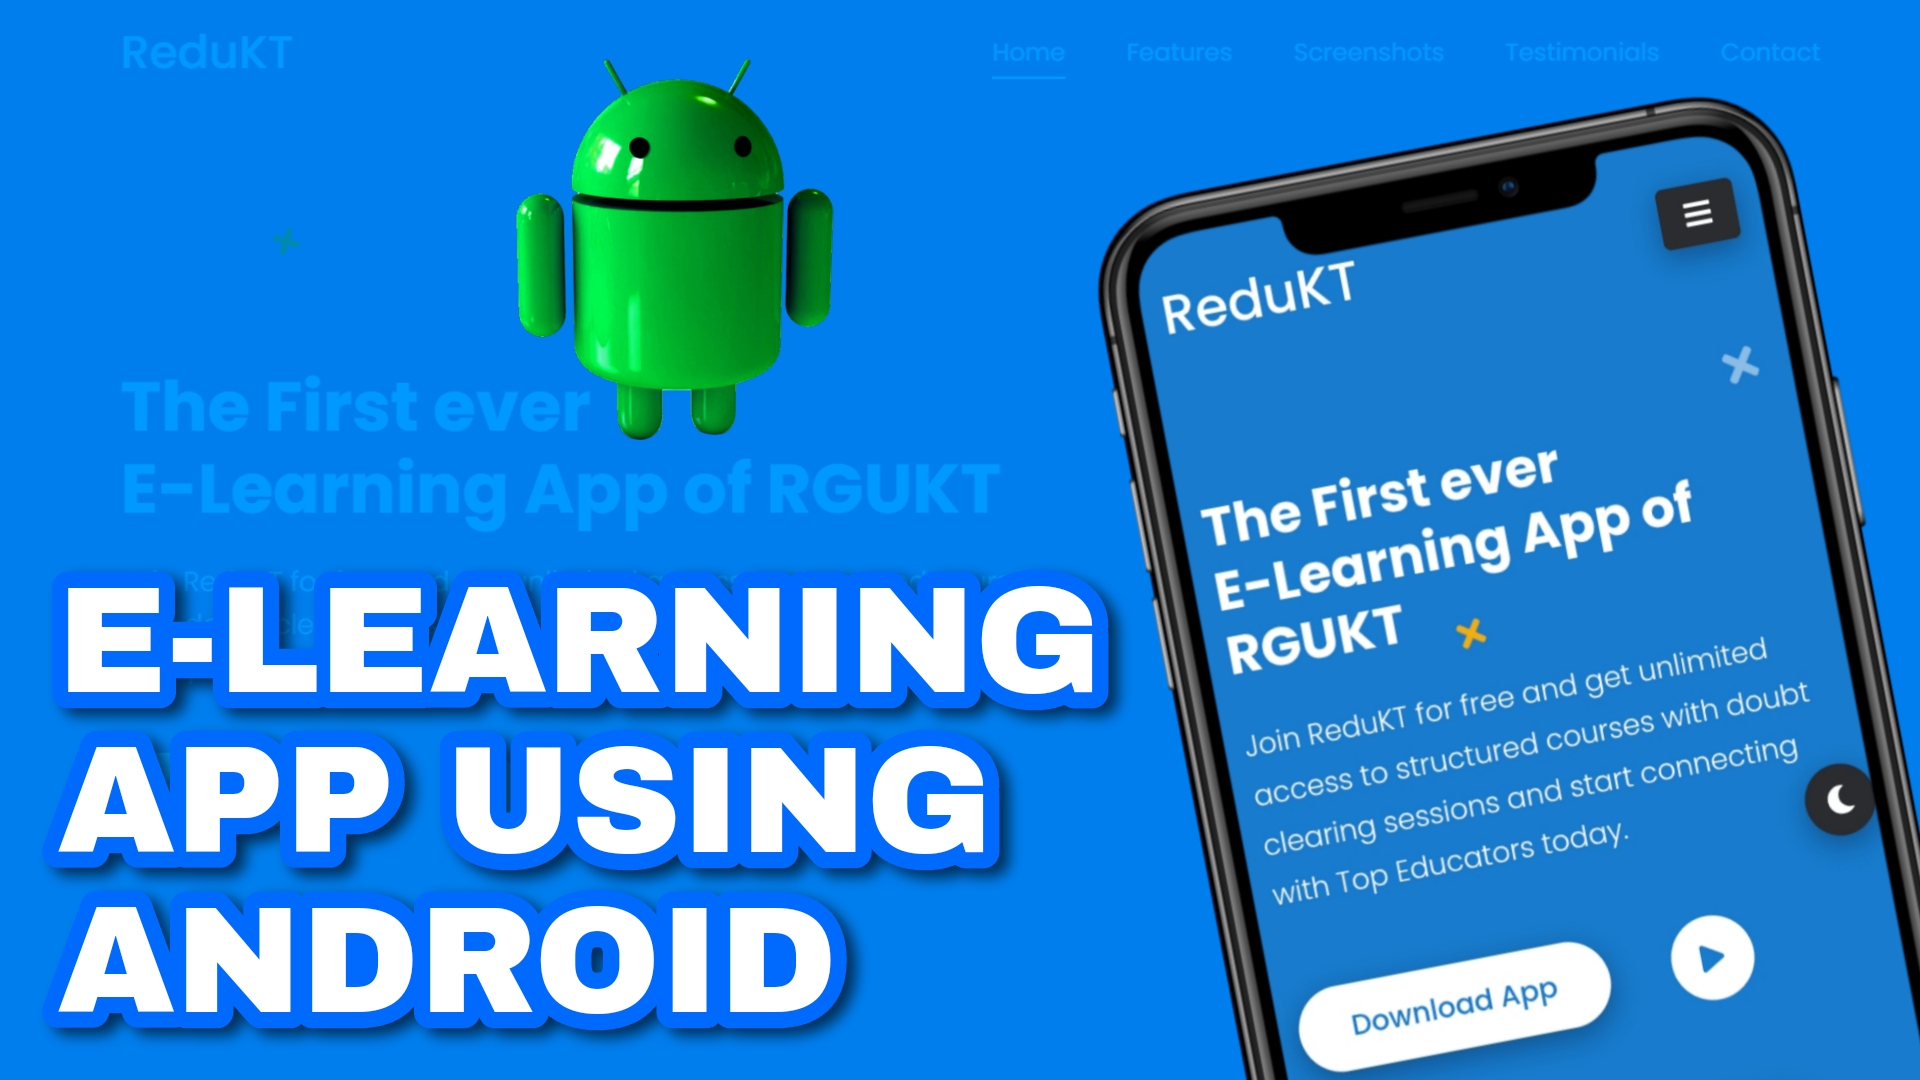 ReduKT
Home Features Screenshots Testimonials Contact
The First ever
E-Learning App of RGUKT
E-LEARNING
APP USING
ANDROID
ReduKT
The First ever
E-Learning App of
RGUKT
Join ReduKT for free and get unlimited
access to structured courses with doubt
clearing sessions and start connecting
with Top Educators today.
Download App